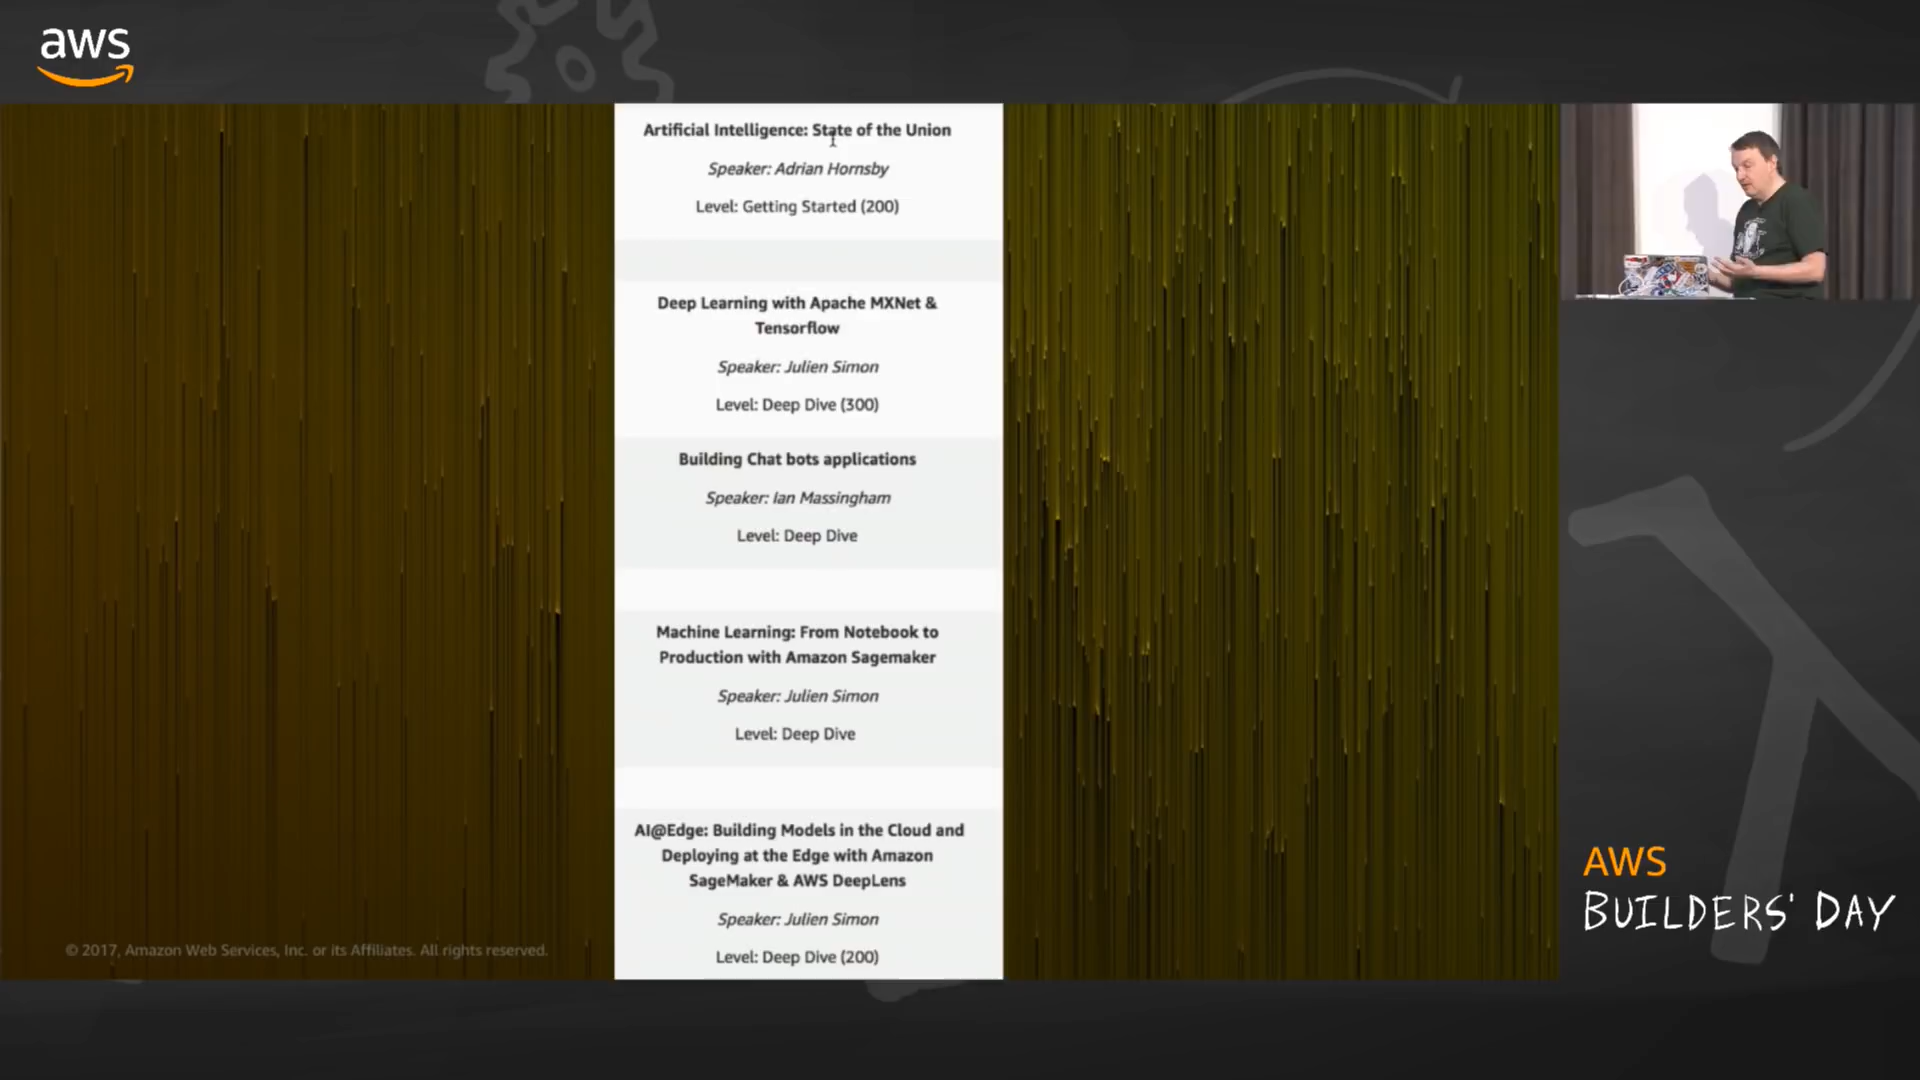 aws
Artificial Intelligence: State of the Union
Speaker: Adrian Hornsby
Level: Getting Started (200)
Deep Learning with Apache MXNet &
Tensorflow
Speaker: Julien Simon
Level: Deep Dive (300)
Building Chat bots applications
Speaker: Ian Massingham
Level: Deep Dive
Machine Learning: From Notebook to
Production with Amazon Sagemaker
Speaker: Julien Simon
Level: Deep Dive
AI@Edge: Building Models in the Cloud and
Deploying at the Edge with Amazon
SageMaker & AWS DeepLens
Speaker: Julien Simon
Level: Deep Dive (200)
© 2017, Amazon Web Services, Inc. or its Affiliates. All rights reserved.
AWS
BUILDERS' DAY